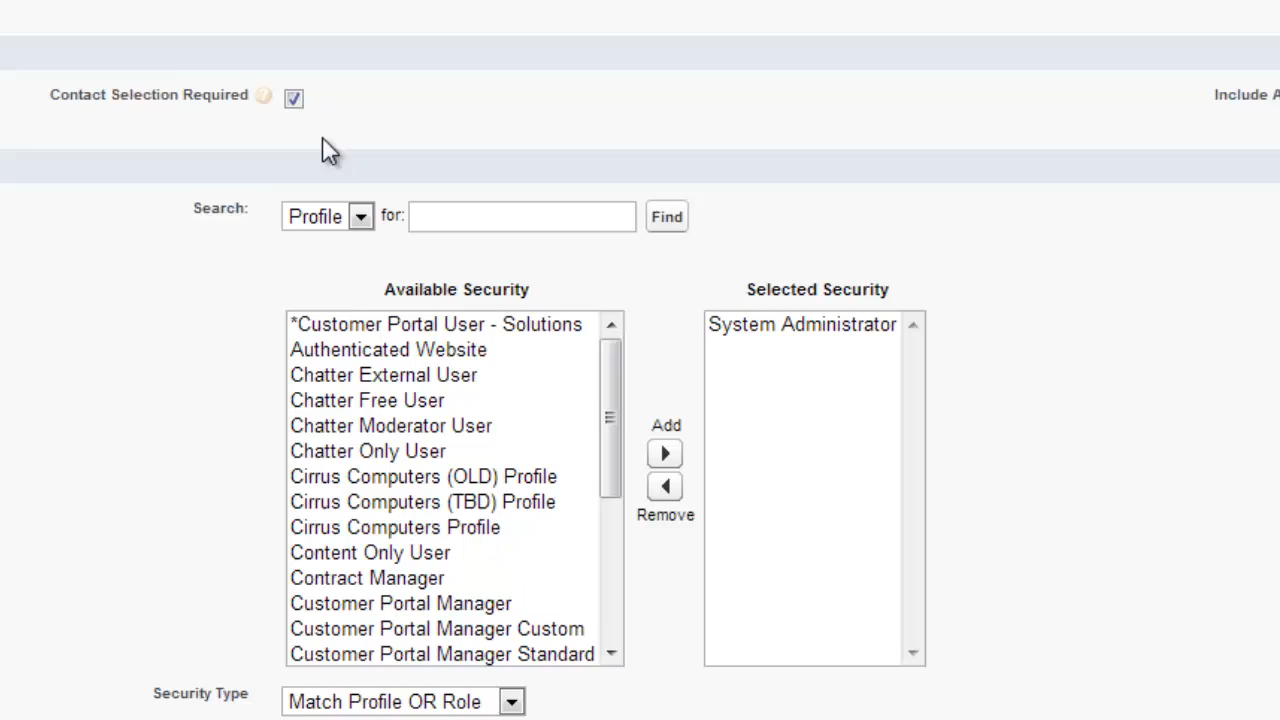 Contact Selection Required ?
Include A
Search: Profile for: Find
Available Security
Selected Security
*Customer Portal User - Solutions
Authenticated Website
Chatter External User
Chatter Free User
Chatter Moderator User
Chatter Only User
Cirrus Computers (OLD) Profile
Cirrus Computers (TBD) Profile
Cirrus Computers Profile
Content Only User
Contract Manager
Customer Portal Manager
Customer Portal Manager Custom
Customer Portal Manager Standard
Add
Remove
System Administrator
Security Type Match Profile OR Role